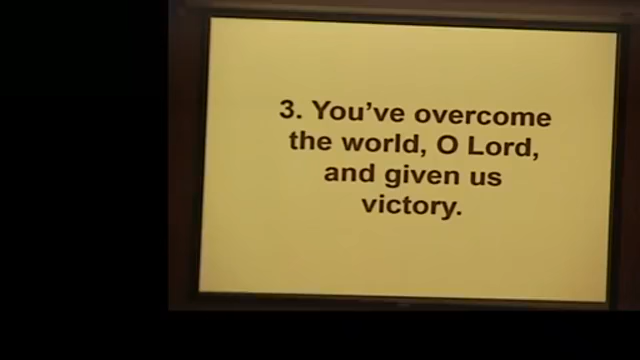 3. You've overcome
the world, O Lord,
and given us
victory.